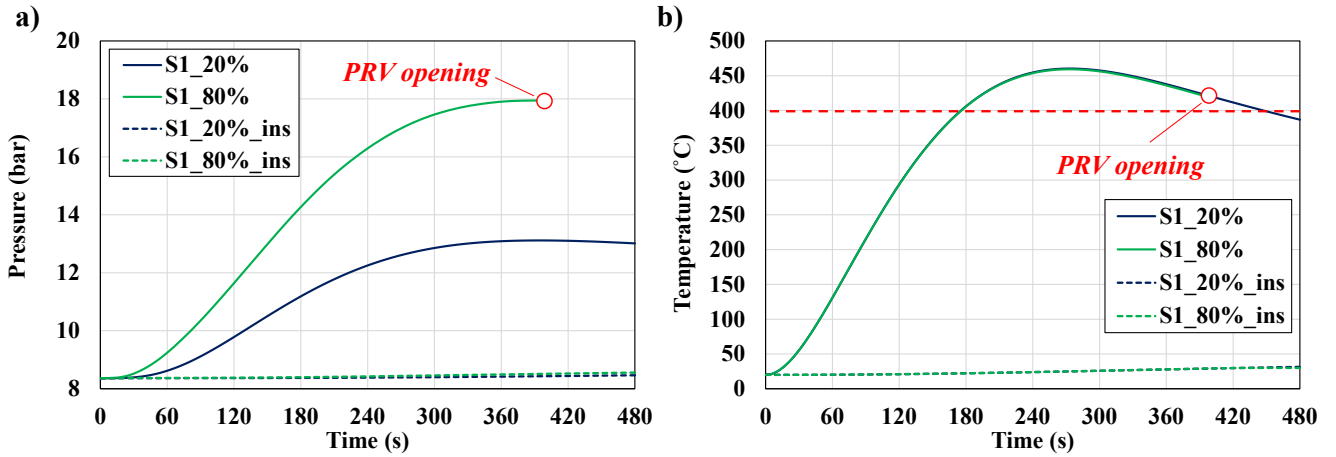 a)
20
18
16
14
12
10
8
Pressure (bar)
S1_20%
S1_80%
S1_20%_ins
S1_80%_ins
PRV opening
0 60 120 180 240 300 360 420 480
Time (s)
b)
500
450
400
350
300
250
200
150
100
50
0
Temperature (˚C)
PRV opening
S1_20%
S1_80%
S1_20%_ins
S1_80%_ins
0 60 120 180 240 300 360 420 480
Time (s)